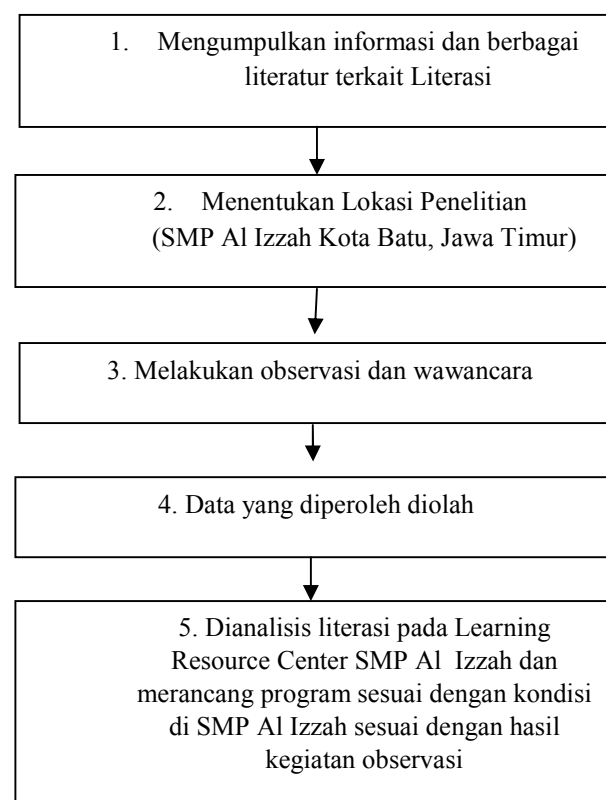 1. Mengumpulkan informasi dan berbagai
literatur terkait Literasi
2. Menentukan Lokasi Penelitian
(SMP Al Izzah Kota Batu, Jawa Timur)
3. Melakukan observasi dan wawancara
4. Data yang diperoleh diolah
5. Dianalisis literasi pada Learning
Resource Center SMP Al Izzah dan
merancang program sesuai dengan kondisi
di SMP Al Izzah sesuai dengan hasil
kegiatan observasi